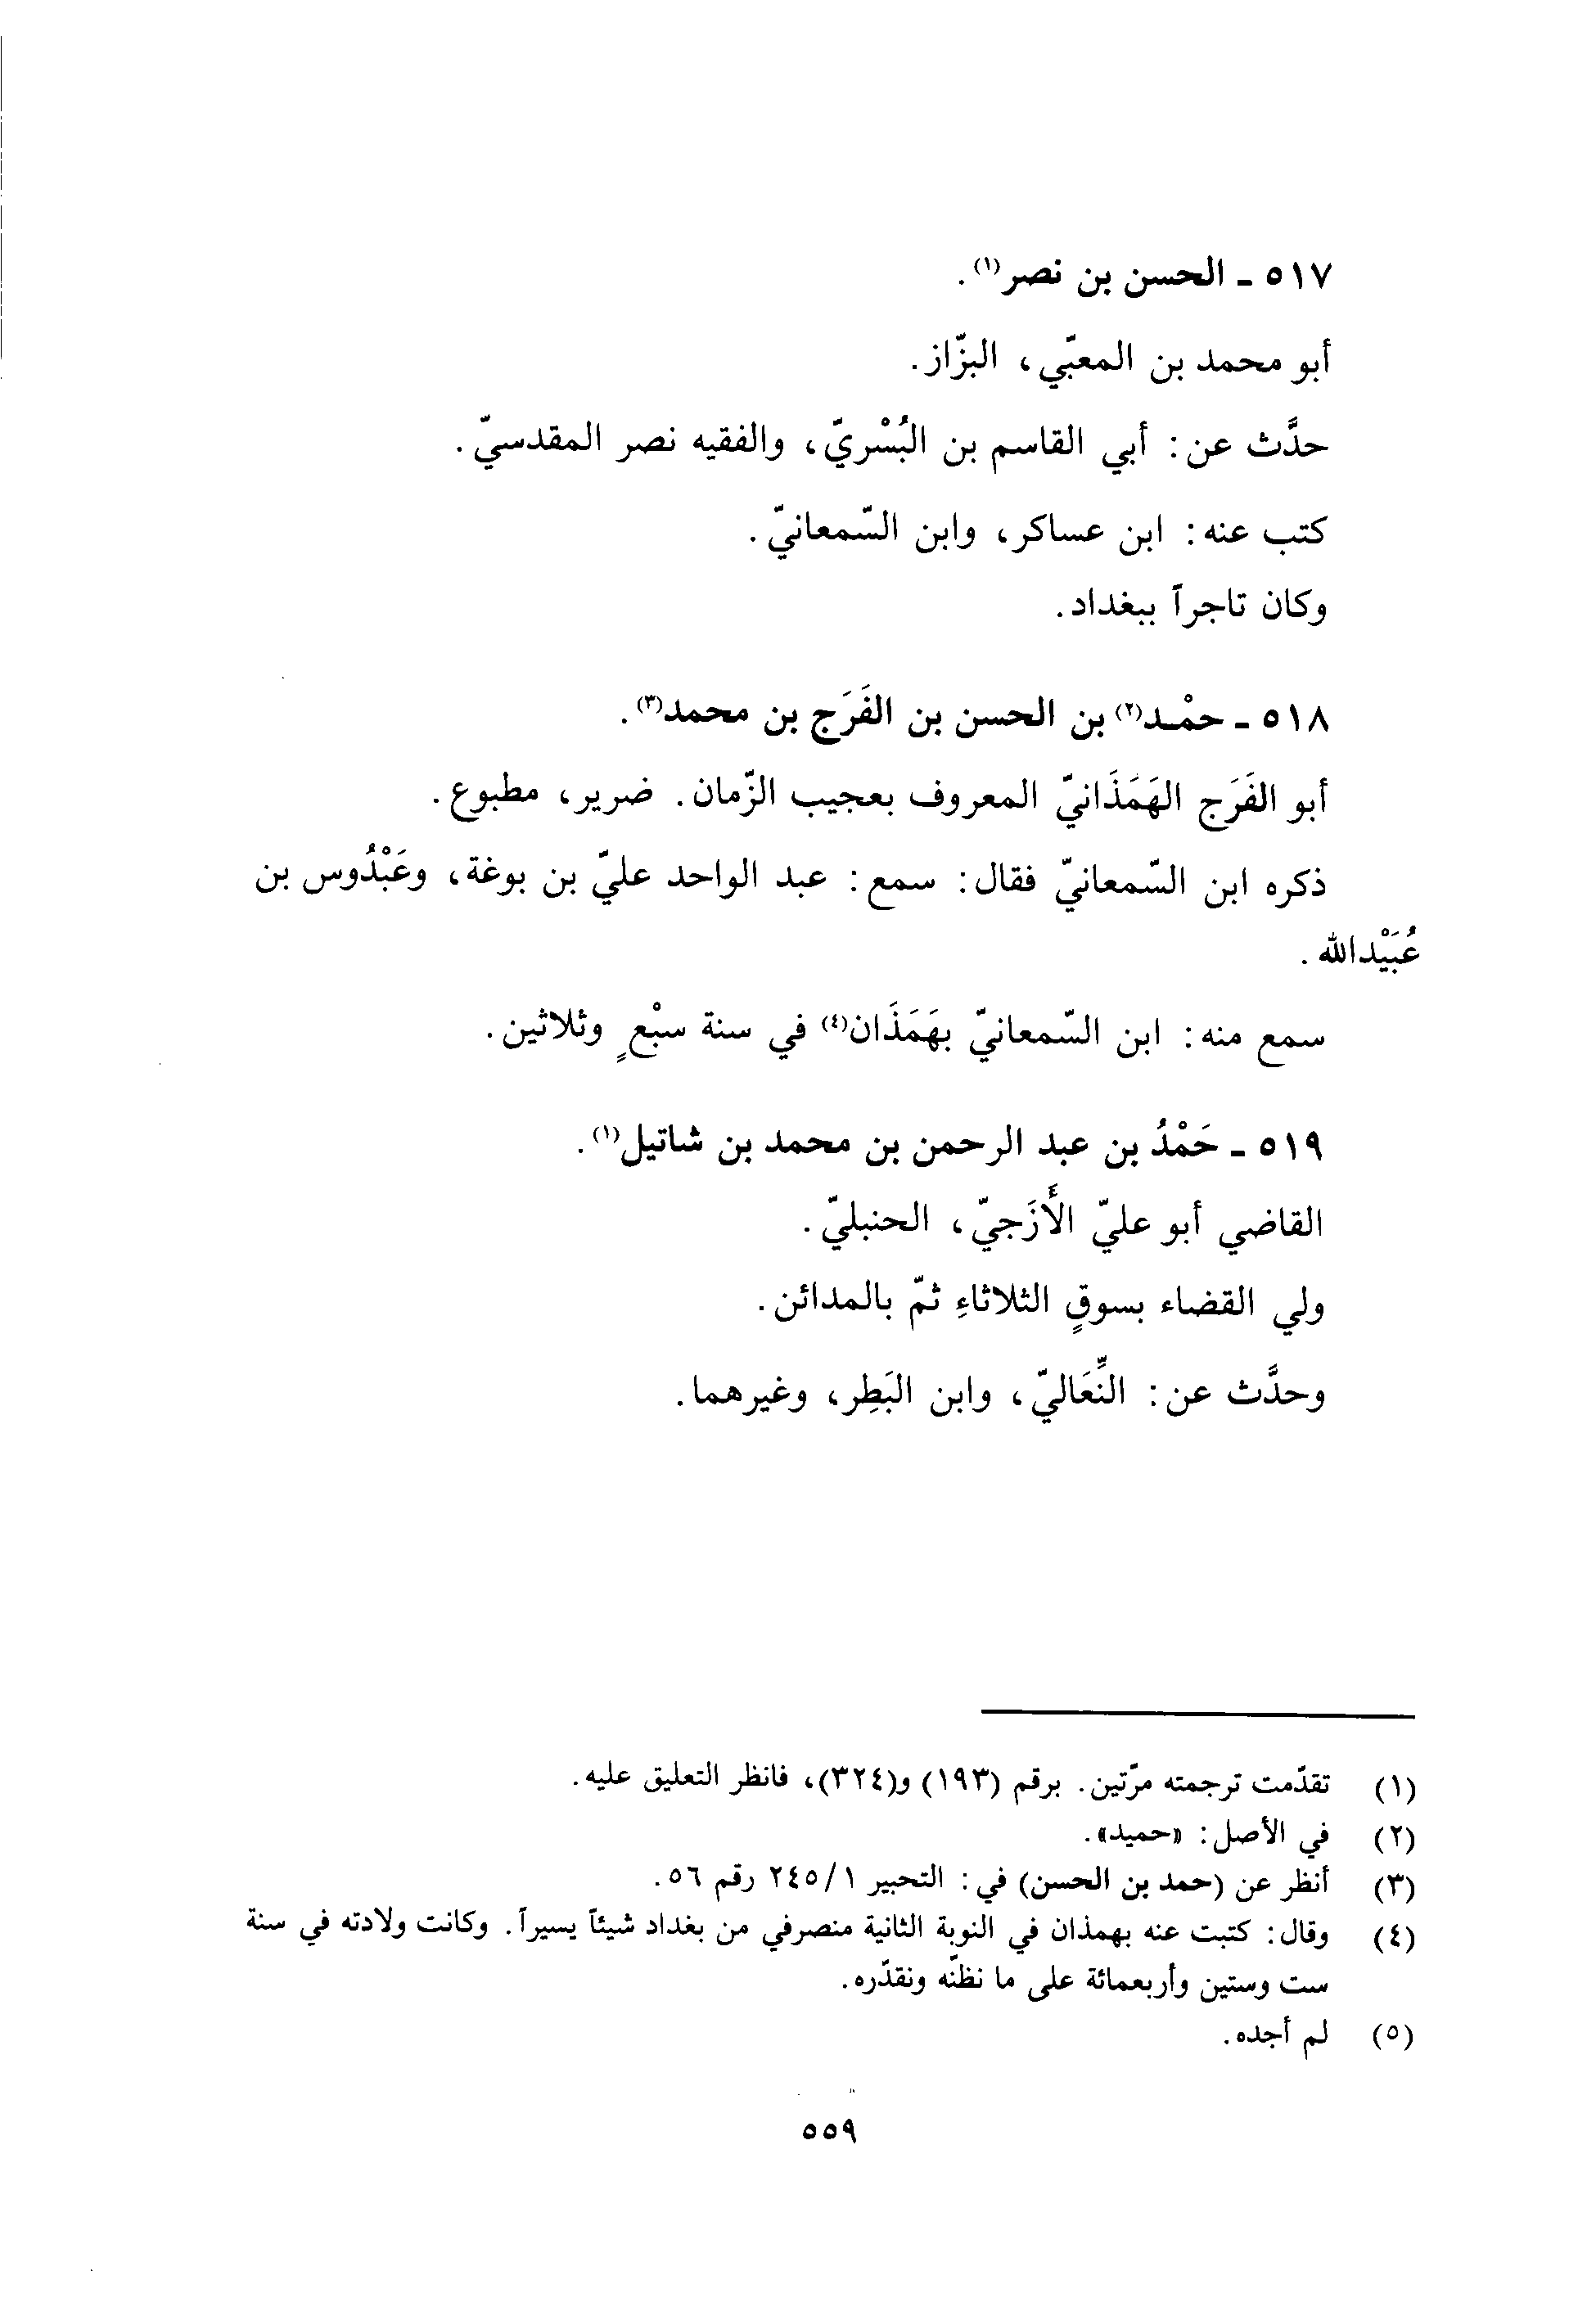 ٥١٧ - الحسن بن نصر(١).
أبو محمد بن المعبّي، البزّاز.
حدَّث عن: أبي القاسم بن البُسْريّ، والفقيه نصر المقدسيّ.
كتب عنه: ابن عساكر، وابن السّمعانيّ.
وكان تاجراً ببغداد.
٥١٨ - حمْـد(٢) بن الحسن بن الفَرَج بن محمد(٣).
أبو الفَرَج الهَمَذَانيّ المعروف بعجيب الزّمان. ضرير، مطبوع.
ذكره ابن السّمعانيّ فقال: سمع: عبد الواحد عليّ بن بوغة، وعَبْدُوس بن
عُبَيْدالله.
سمع منه: ابن السّمعانيّ بهَمَذَان(٤) في سنة سبْعٍ وثلاثين.
٥١٩ - حَمْدُ بن عبد الرحمن بن محمد بن شاتيل(١).
القاضي أبو عليّ الأَزَجيّ، الحنبليّ.
ولي القضاء بسوقٍ الثلاثاءِ ثمّ بالمدائن.
وحدَّث عن: النِّعَاليّ، وابن البَطِر، وغيرهما.
(١) تقدّمت ترجمته مرّتين. برقم (١٩٣) و(٣٢٤)، فانظر التعليق عليه.
(٢) في الأصل: «حميد».
(٣) أنظر عن (حمد بن الحسن) في: التحبير ٢٤٥/١ رقم ٥٦.
(٤) وقال: كتبت عنه بهمذان في النوبة الثانية منصرفي من بغداد شيئاً يسيراً. وكانت ولادته في سنة
ست وستين وأربعمائة على ما نظنّه ونقدّره.
(٥) لم أجده.
٥٥٩